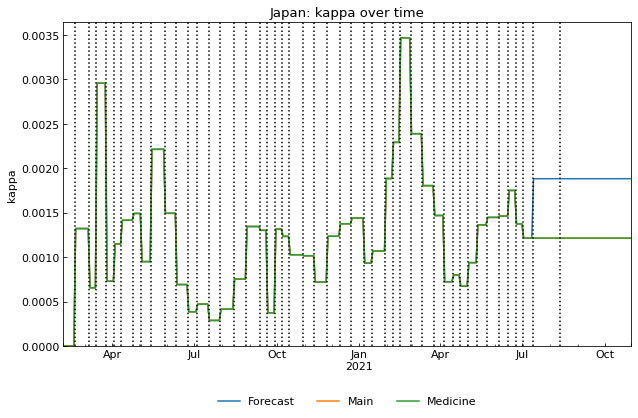 Japan: kappa over time
0.0035
0.0030
0.0025
0.0020
0.0015
0.0010
0.0005
0.0000
kappa
Apr Jul Oct Jan Apr Jul Oct
2021
Forecast Main Medicine